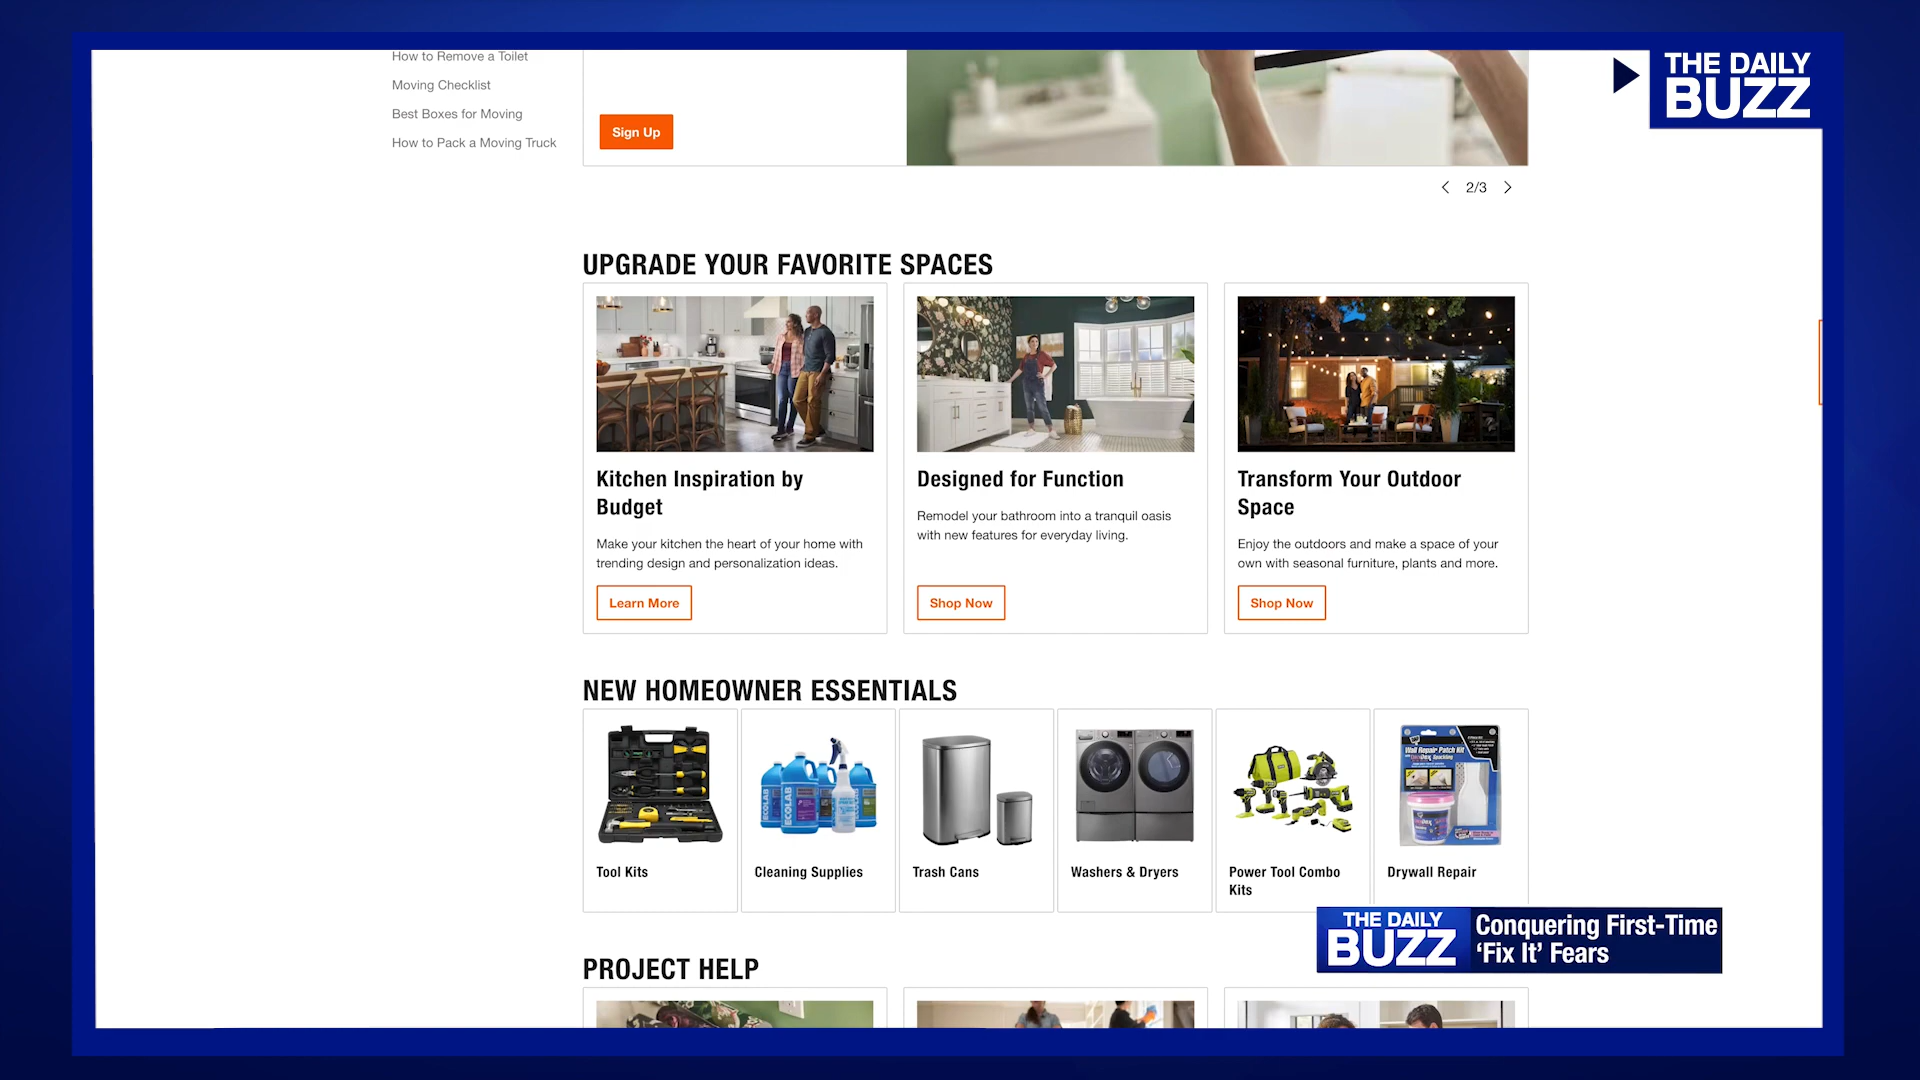 How to Remove a Toilet
Moving Checklist
Best Boxes for Moving
How to Pack a Moving Truck
Sign Up
THE DAILY
BUZZ
2/3
UPGRADE YOUR FAVORITE SPACES
Kitchen Inspiration by
Budget
Make your kitchen the heart of your home with
trending design and personalization ideas.
Learn More
Designed for Function
Remodel your bathroom into a tranquil oasis
with new features for everyday living.
Shop Now
Transform Your Outdoor
Space
Enjoy the outdoors and make a space of your
own with seasonal furniture, plants and more.
Shop Now
NEW HOMEOWNER ESSENTIALS
ECOLAB
ECOLAB
DAP
Wall Repair Patch Kit
Tool Kits
Cleaning Supplies
Trash Cans
Washers & Dryers
Power Tool Combo
Kits
Drywall Repair
THE DAILY
BUZZ
Conquering First-Time
‘Fix It’ Fears
PROJECT HELP